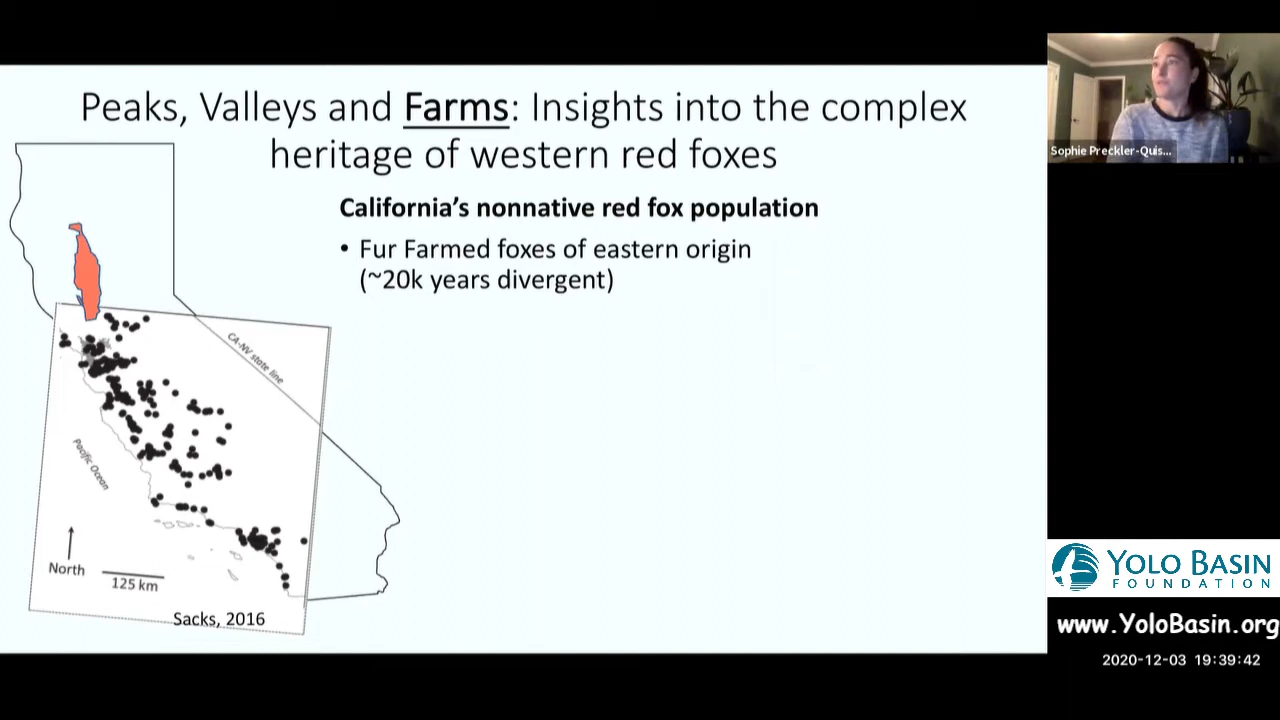 Peaks, Valleys and Farms: Insights into the complex
heritage of western red foxes
California's nonnative red fox population
• Fur Farmed foxes of eastern origin
(~20k years divergent)
CA-NV state line
Pacific Ocean
North
125 km
Sacks, 2016
Sophie Preckler-Quis...
YOLO BASIN
FOUNDATION
www.YoloBasin.org
2020-12-03 19:39:42